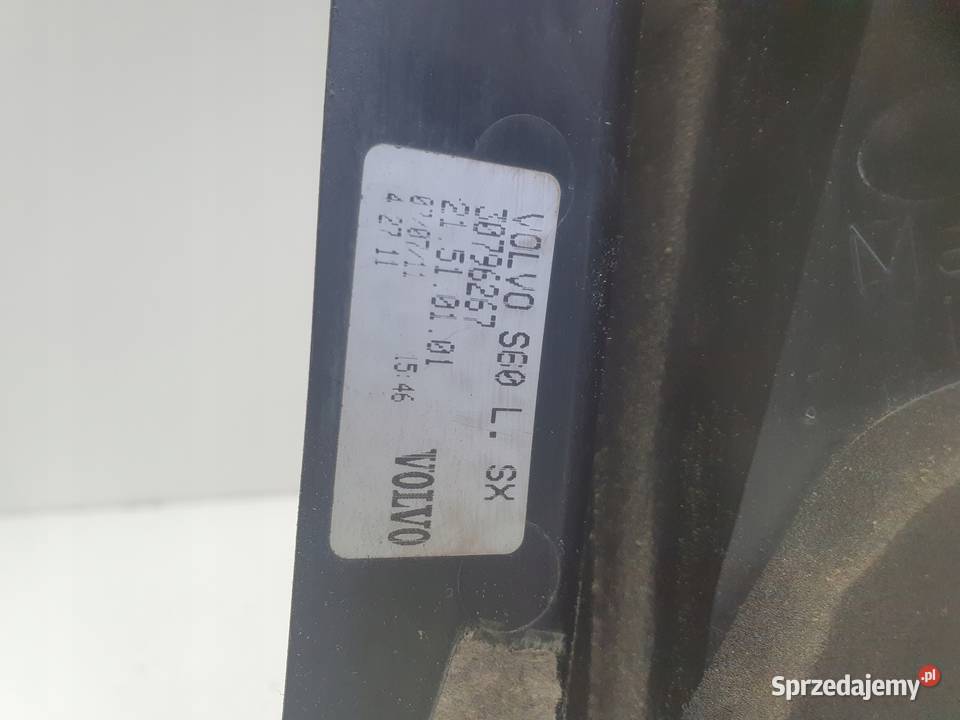 VOLVO S60 L. SX
30796267
21.51.01.01
07/07/11 15:46
4 27 11
VOLVO
Sprzedajemy.pl